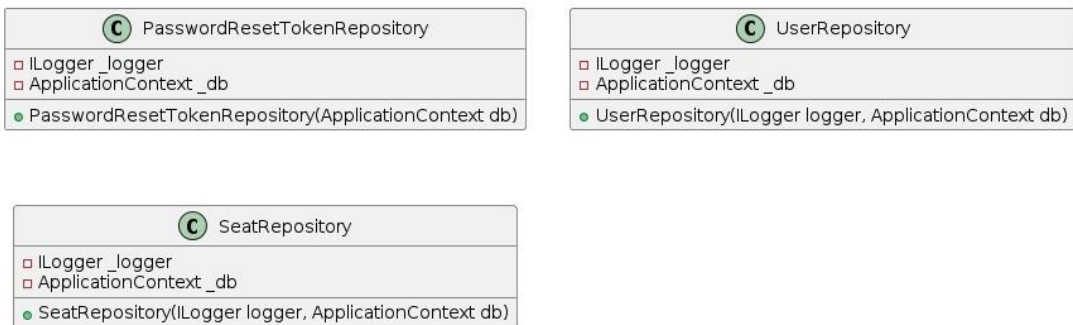 C PasswordResetTokenRepository
ILogger _logger
ApplicationContext _db
PasswordResetTokenRepository(ApplicationContext db)
C UserRepository
ILogger _logger
ApplicationContext _db
UserRepository(ILogger logger, ApplicationContext db)
C SeatRepository
ILogger _logger
ApplicationContext _db
SeatRepository(ILogger logger, ApplicationContext db)